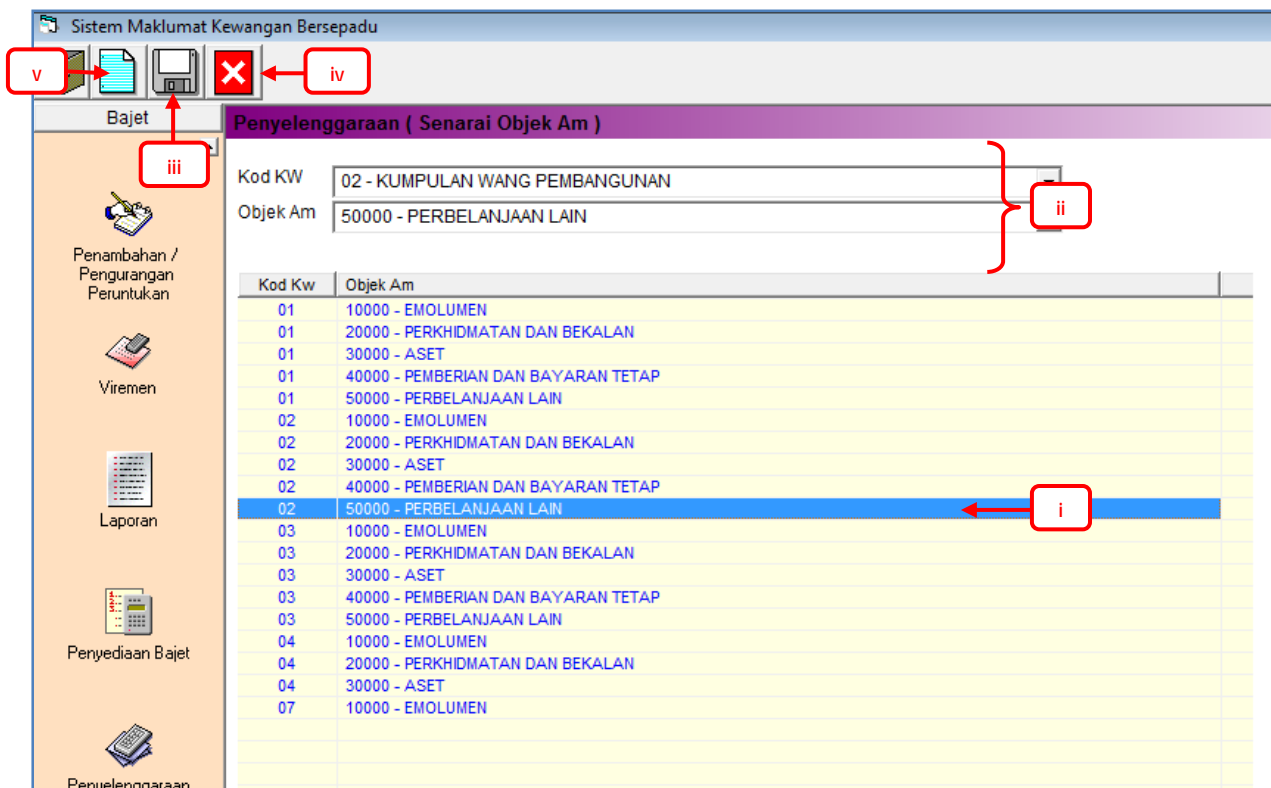 Sistem Maklumat Kewangan Bersepadu
v
iv
Bajet
Penyelenggaraan ( Senarai Objek Am )
iii
Kod KW
02 - KUMPULAN WANG PEMBANGUNAN
Objek Am
50000 - PERBELANJAAN LAIN
ii
Penambahan /
Pengurangan
Peruntukan
Viremen
Laporan
Penyediaan Bajet
Penyelenggaraan
Kod Kw Objek Am
01 10000 - EMOLUMEN
01 20000 - PERKHIDMATAN DAN BEKALAN
01 30000 - ASET
01 40000 - PEMBERIAN DAN BAYARAN TETAP
01 50000 - PERBELANJAAN LAIN
02 10000 - EMOLUMEN
02 20000 - PERKHIDMATAN DAN BEKALAN
02 30000 - ASET
02 40000 - PEMBERIAN DAN BAYARAN TETAP
02 50000 - PERBELANJAAN LAIN
i
03 10000 - EMOLUMEN
03 20000 - PERKHIDMATAN DAN BEKALAN
03 30000 - ASET
03 40000 - PEMBERIAN DAN BAYARAN TETAP
03 50000 - PERBELANJAAN LAIN
04 10000 - EMOLUMEN
04 20000 - PERKHIDMATAN DAN BEKALAN
04 30000 - ASET
07 10000 - EMOLUMEN